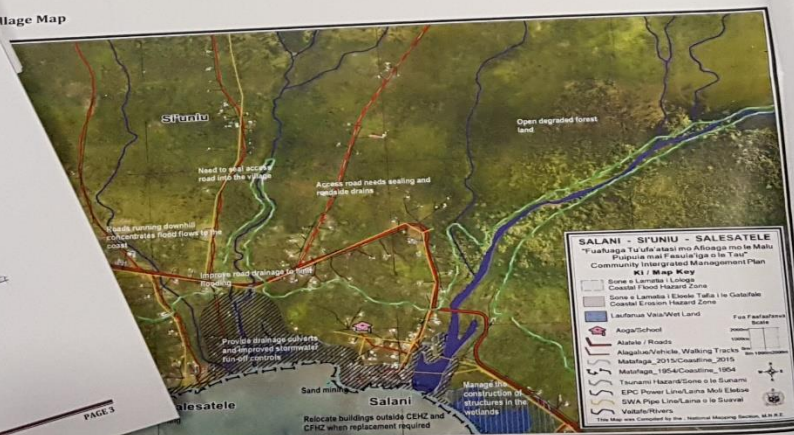 llage Map
PAGE 3
Si'uniu
Open degraded forest
land
Need to seal access
road into the village
Access road needs sealing and
roadside drains
Roads running downhill
concentrates flood flows to the
coast
Improve road drainage to limit
flooding
Provide drainage culverts
and improved stormwater
run-off controls
Sand mining
alesatele
Salani
Relocate buildings outside CEHZ and
CFHZ when replacement required
Manage the
construction of
structures in the
wetlands
SALANI - SI'UNIU - SALESATELE
"Fuafuaga Tu'ufa'atasi mo Afioaga mo le Malu
Puipuia mai Fesuia'iga o le Tau"
Community Intergrated Management Plan
Ki / Map Key
Sone o Lamatia i Lologa
Coastal Flood Hazard Zone
Sone o Lamatia i Eleele Tafia i le Gataifale
Coastal Erosion Hazard Zone
Laufanua Vaia/Wet Land
Aoga/School
Alatele / Roads
Alagalue/Vehicle, Walking Tracks
Matafaga_2015/Coastline_2015
Matafaga_1954/Coastline_1954
Tsunami Hazard/Sone o le Sunami
EPC Power Line/Laina Moli Eletise
SWA Pipe Line/Laina o le Suavai
Vaitafe/Rivers
Scale
This Map was Compiled by the : National Mapping Section, M.N.R.E